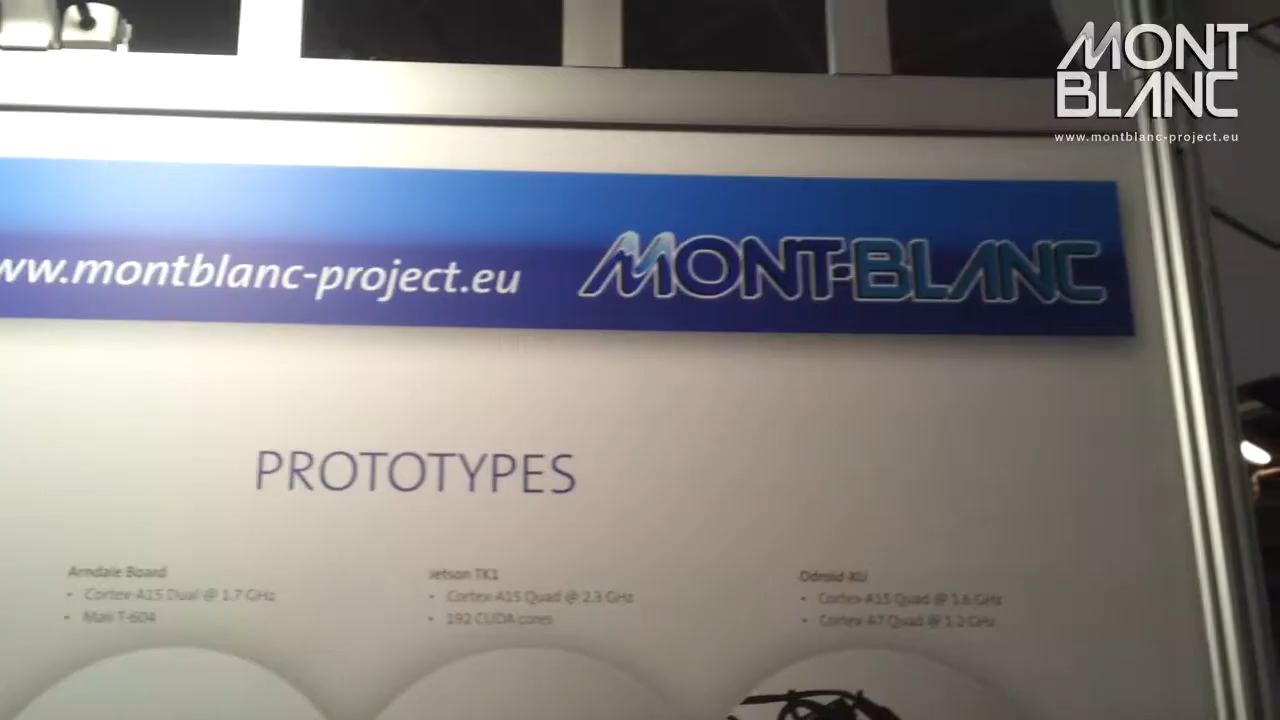 MONT
BLANC
www.montblanc-project.eu
ww.montblanc-project.eu
MONT-BLANC
PROTOTYPES
Arndale Board
• Cortex-A15 Dual @ 1.7 GHz
• Mali T-604
Jetson TK1
• Cortex-A15 Quad @ 2.3 GHz
• 192 CUDA cores
Odroid-XU
• Cortex-A15 Quad @ 1.6 GHz
• Cortex-A7 Quad @ 1.2 GHz